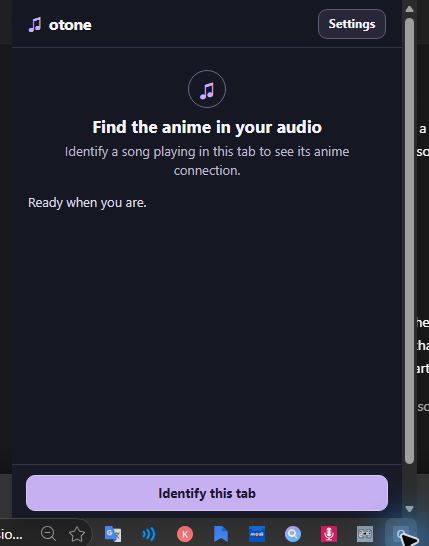 otone
Settings
Find the anime in your audio
Identify a song playing in this tab to see its anime
connection.
Ready when you are.
Identify this tab
sio...